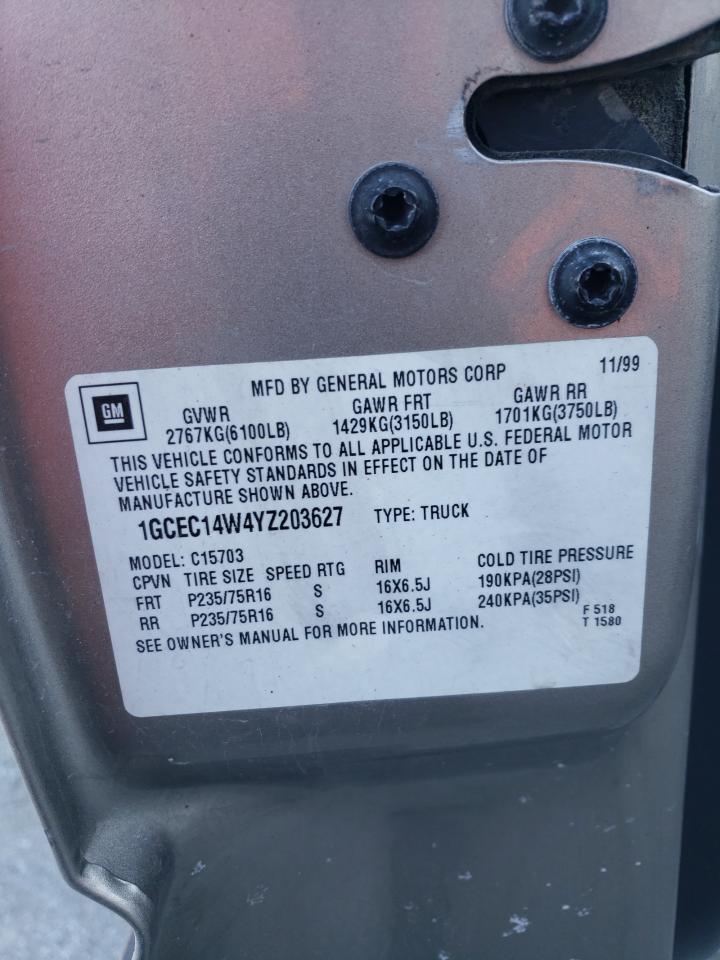 MFD BY GENERAL MOTORS CORP 11/99
GM
GVWR GAWR FRT GAWR RR
2767KG(6100LB) 1429KG(3150LB) 1701KG(3750LB)
THIS VEHICLE CONFORMS TO ALL APPLICABLE U.S. FEDERAL MOTOR
VEHICLE SAFETY STANDARDS IN EFFECT ON THE DATE OF
MANUFACTURE SHOWN ABOVE.
1GCEC14W4YZ203627 TYPE: TRUCK
MODEL: C15703
CPVN TIRE SIZE SPEED RTG RIM COLD TIRE PRESSURE
FRT P235/75R16 S 16X6.5J 190KPA(28PSI)
RR P235/75R16 S 16X6.5J 240KPA(35PSI)
SEE OWNER'S MANUAL FOR MORE INFORMATION.
F 518
T 1580